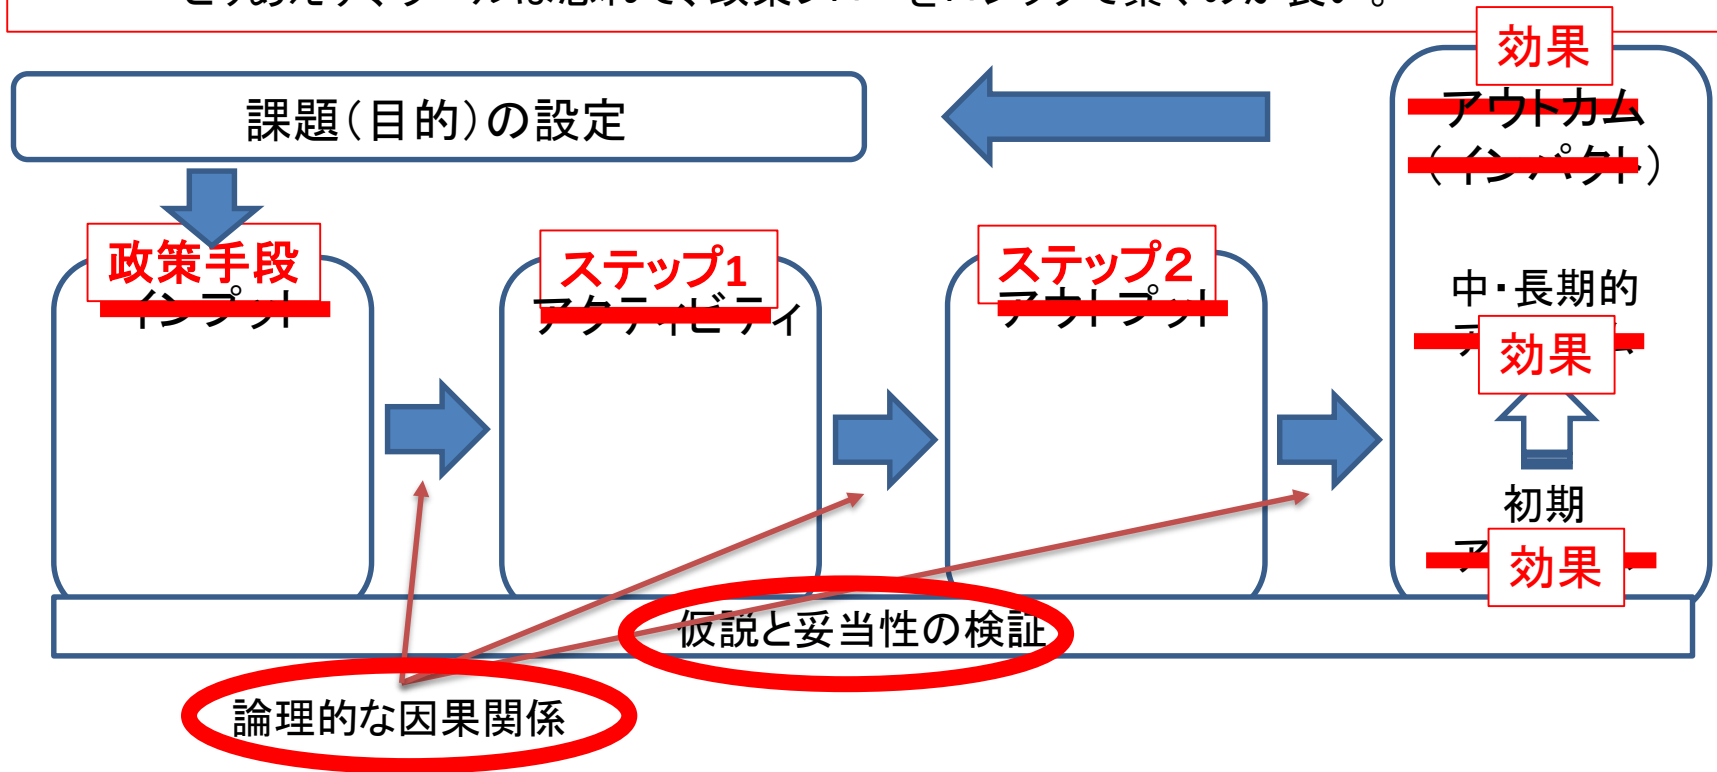 効果
課題(目的)の設定
アウトカム
(インパクト)
政策手段
インプット
ステップ1
アクティビティ
ステップ2
アウトプット
中・長期的
効果
初期
効果
仮説と妥当性の検証
論理的な因果関係